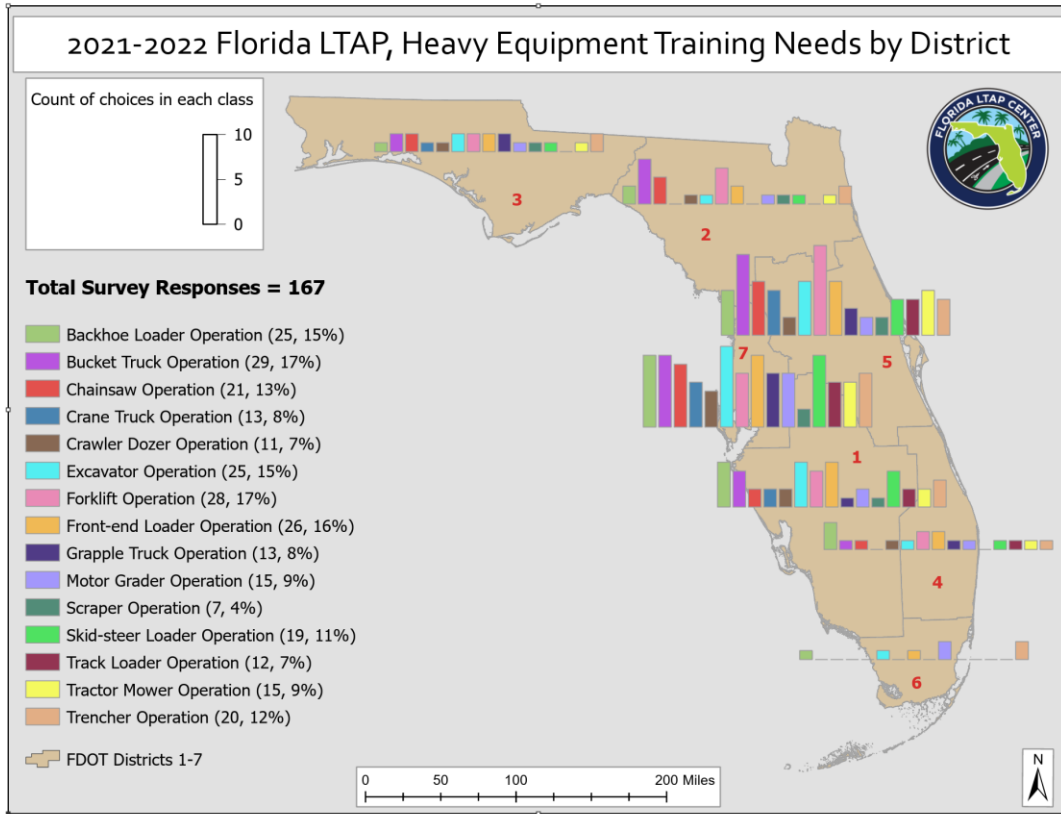 2021-2022 Florida LTAP, Heavy Equipment Training Needs by District
Count of choices in each class
10
5
0
FLORIDA LTAP CENTER
3
2
Total Survey Responses = 167
Backhoe Loader Operation (25, 15%)
Bucket Truck Operation (29, 17%)
Chainsaw Operation (21, 13%)
Crane Truck Operation (13, 8%)
Crawler Dozer Operation (11, 7%)
Excavator Operation (25, 15%)
Forklift Operation (28, 17%)
Front-end Loader Operation (26, 16%)
Grapple Truck Operation (13, 8%)
Motor Grader Operation (15, 9%)
Scraper Operation (7, 4%)
Skid-steer Loader Operation (19, 11%)
Track Loader Operation (12, 7%)
Tractor Mower Operation (15, 9%)
Trencher Operation (20, 12%)
FDOT Districts 1-7
7
5
1
4
6
0 50 100 200 Miles
N